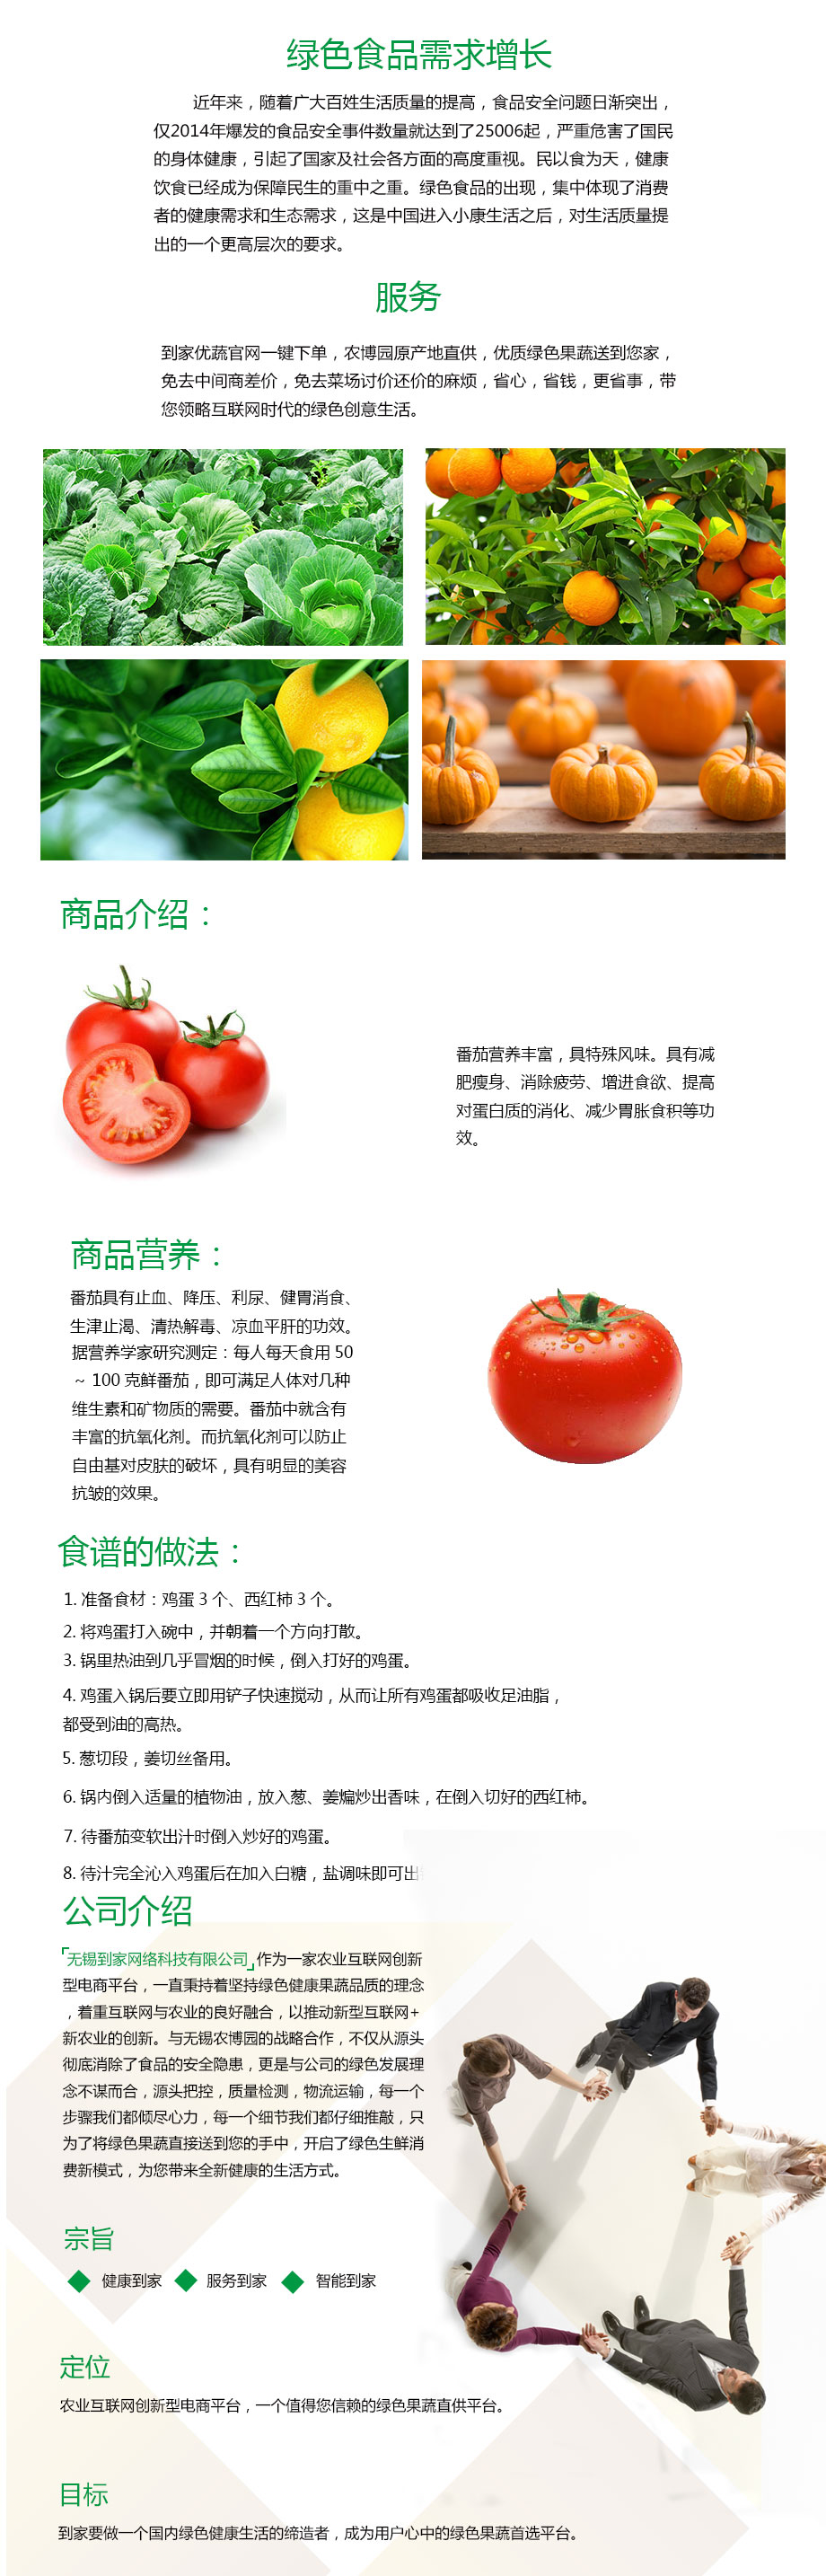 绿色食品需求增长
近年来，随着广大百姓生活质量的提高，食品安全问题日渐突出，
仅2014年爆发的食品安全事件数量就达到了25006起，严重危害了国民
的身体健康，引起了国家及社会各方面的高度重视。民以食为天，健康
饮食已经成为保障民生的重中之重。绿色食品的出现，集中体现了消费
者的健康需求和生态需求，这是中国进入小康生活之后，对生活质量提
出的一个更高层次的要求。
服务
到家优蔬官网一键下单，农博园原产地直供，优质绿色果蔬送到您家，
免去中间商差价，免去菜场讨价还价的麻烦，省心，省钱，更省事，带
您领略互联网时代的绿色创意生活。
商品介绍：
番茄营养丰富，具特殊风味。具有减
肥瘦身、消除疲劳、增进食欲、提高
对蛋白质的消化、减少胃胀食积等功
效。
商品营养：
番茄具有止血、降压、利尿、健胃消食、
生津止渴、清热解毒、凉血平肝的功效。
据营养学家研究测定：每人每天食用 50
~ 100 克鲜番茄，即可满足人体对几种
维生素和矿物质的需要。番茄中就含有
丰富的抗氧化剂。而抗氧化剂可以防止
自由基对皮肤的破坏，具有明显的美容
抗皱的效果。
食谱的做法：
1. 准备食材：鸡蛋 3 个、西红柿 3 个。
2. 将鸡蛋打入碗中，并朝着一个方向打散。
3. 锅里热油到几乎冒烟的时候，倒入打好的鸡蛋。
4. 鸡蛋入锅后要立即用铲子快速搅动，从而让所有鸡蛋都吸收足油脂，
都受到油的高热。
5. 葱切段，姜切丝备用。
6. 锅内倒入适量的植物油，放入葱、姜煸炒出香味，在倒入切好的西红柿。
7. 待番茄变软出汁时倒入炒好的鸡蛋。
8. 待汁完全沁入鸡蛋后在加入白糖，盐调味即可出
公司介绍
「无锡到家网络科技有限公司」作为一家农业互联网创新
型电商平台，一直秉持着坚持绿色健康果蔬品质的理念
，着重互联网与农业的良好融合，以推动新型互联网+
新农业的创新。与无锡农博园的战略合作，不仅从源头
彻底消除了食品的安全隐患，更是与公司的绿色发展理
念不谋而合，源头把控，质量检测，物流运输，每一个
步骤我们都倾尽心力，每一个细节我们都仔细推敲，只
为了将绿色果蔬直接送到您的手中，开启了绿色生鲜消
费新模式，为您带来全新健康的生活方式。
宗旨
健康到家 服务到家 智能到家
定位
农业互联网创新型电商平台，一个值得您信赖的绿色果蔬直供平台。
目标
到家要做一个国内绿色健康生活的缔造者，成为用户心中的绿色果蔬首选平台。